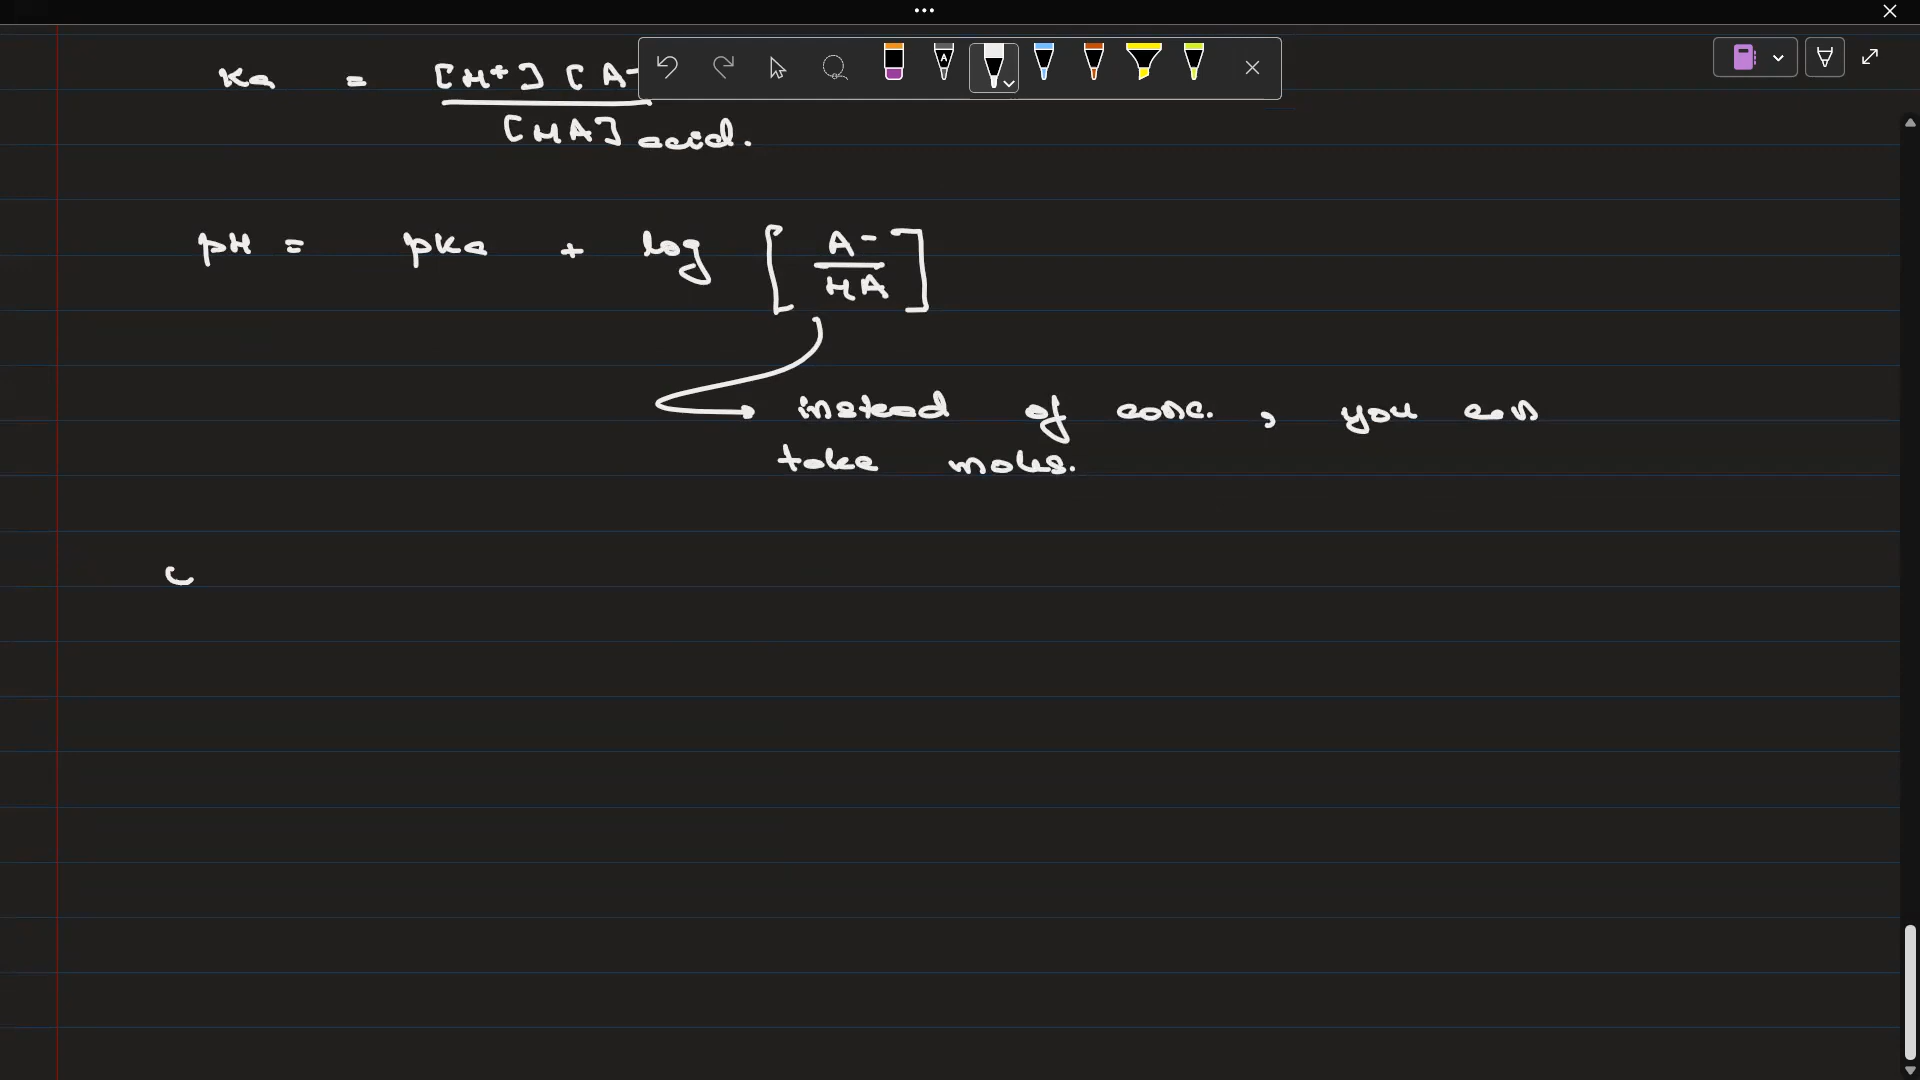 Ka = [H+] [A-
[HA] acid.
pH = pKa + log [A-/HA]
instead of conc. , you can
take moles.